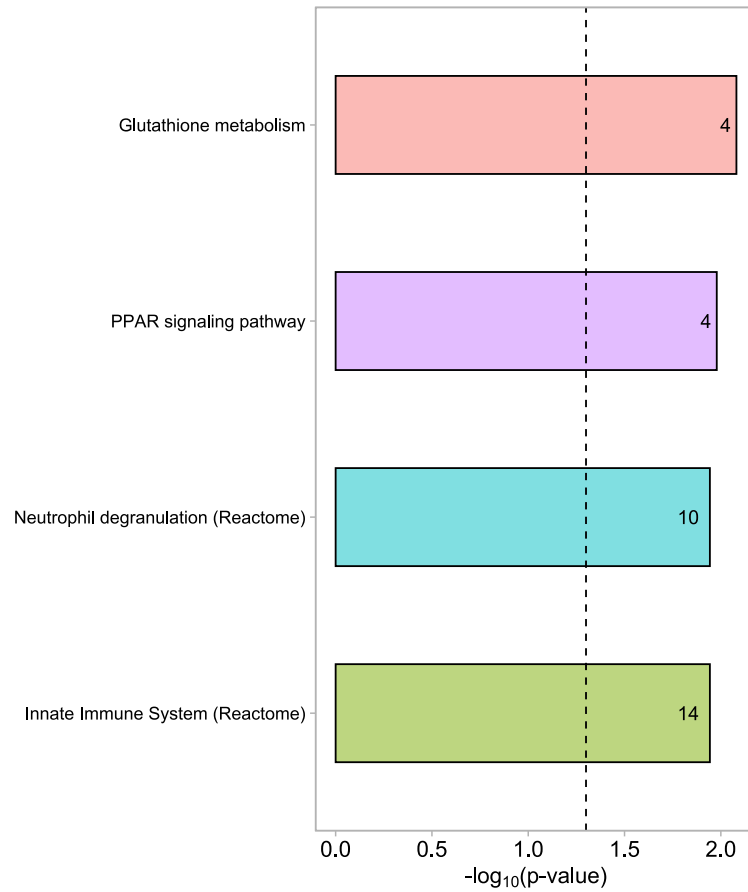 Glutathione metabolism
4
PPAR signaling pathway
4
Neutrophil degranulation (Reactome)
10
Innate Immune System (Reactome)
14
0.0 0.5 1.0 1.5 2.0
-log₁₀(p-value)